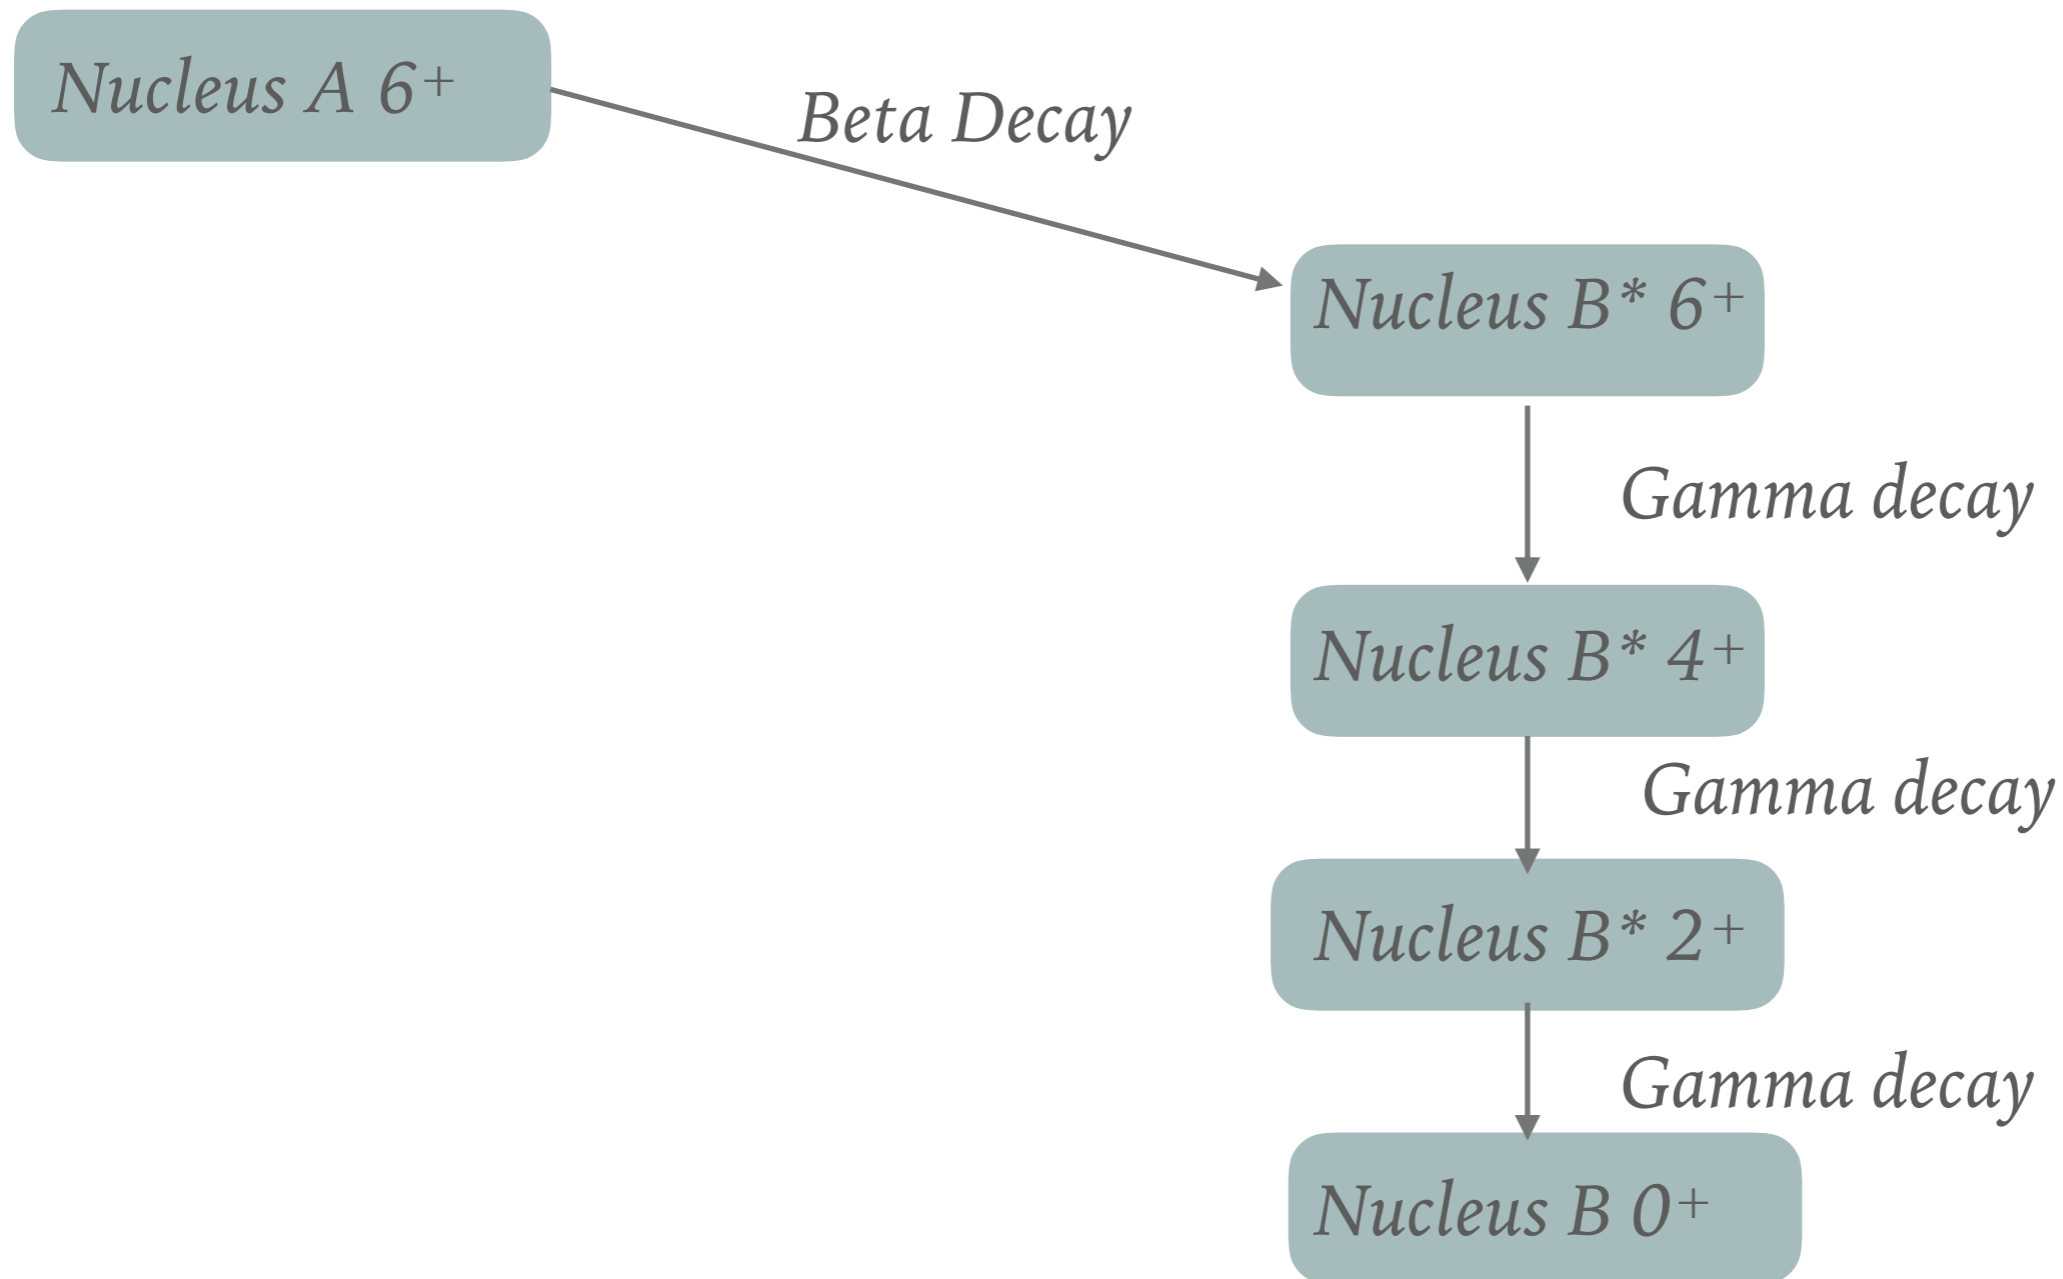 Nucleus A 6⁺
Beta Decay
Nucleus B* 6⁺
Gamma decay
Nucleus B* 4⁺
Gamma decay
Nucleus B* 2⁺
Gamma decay
Nucleus B 0⁺